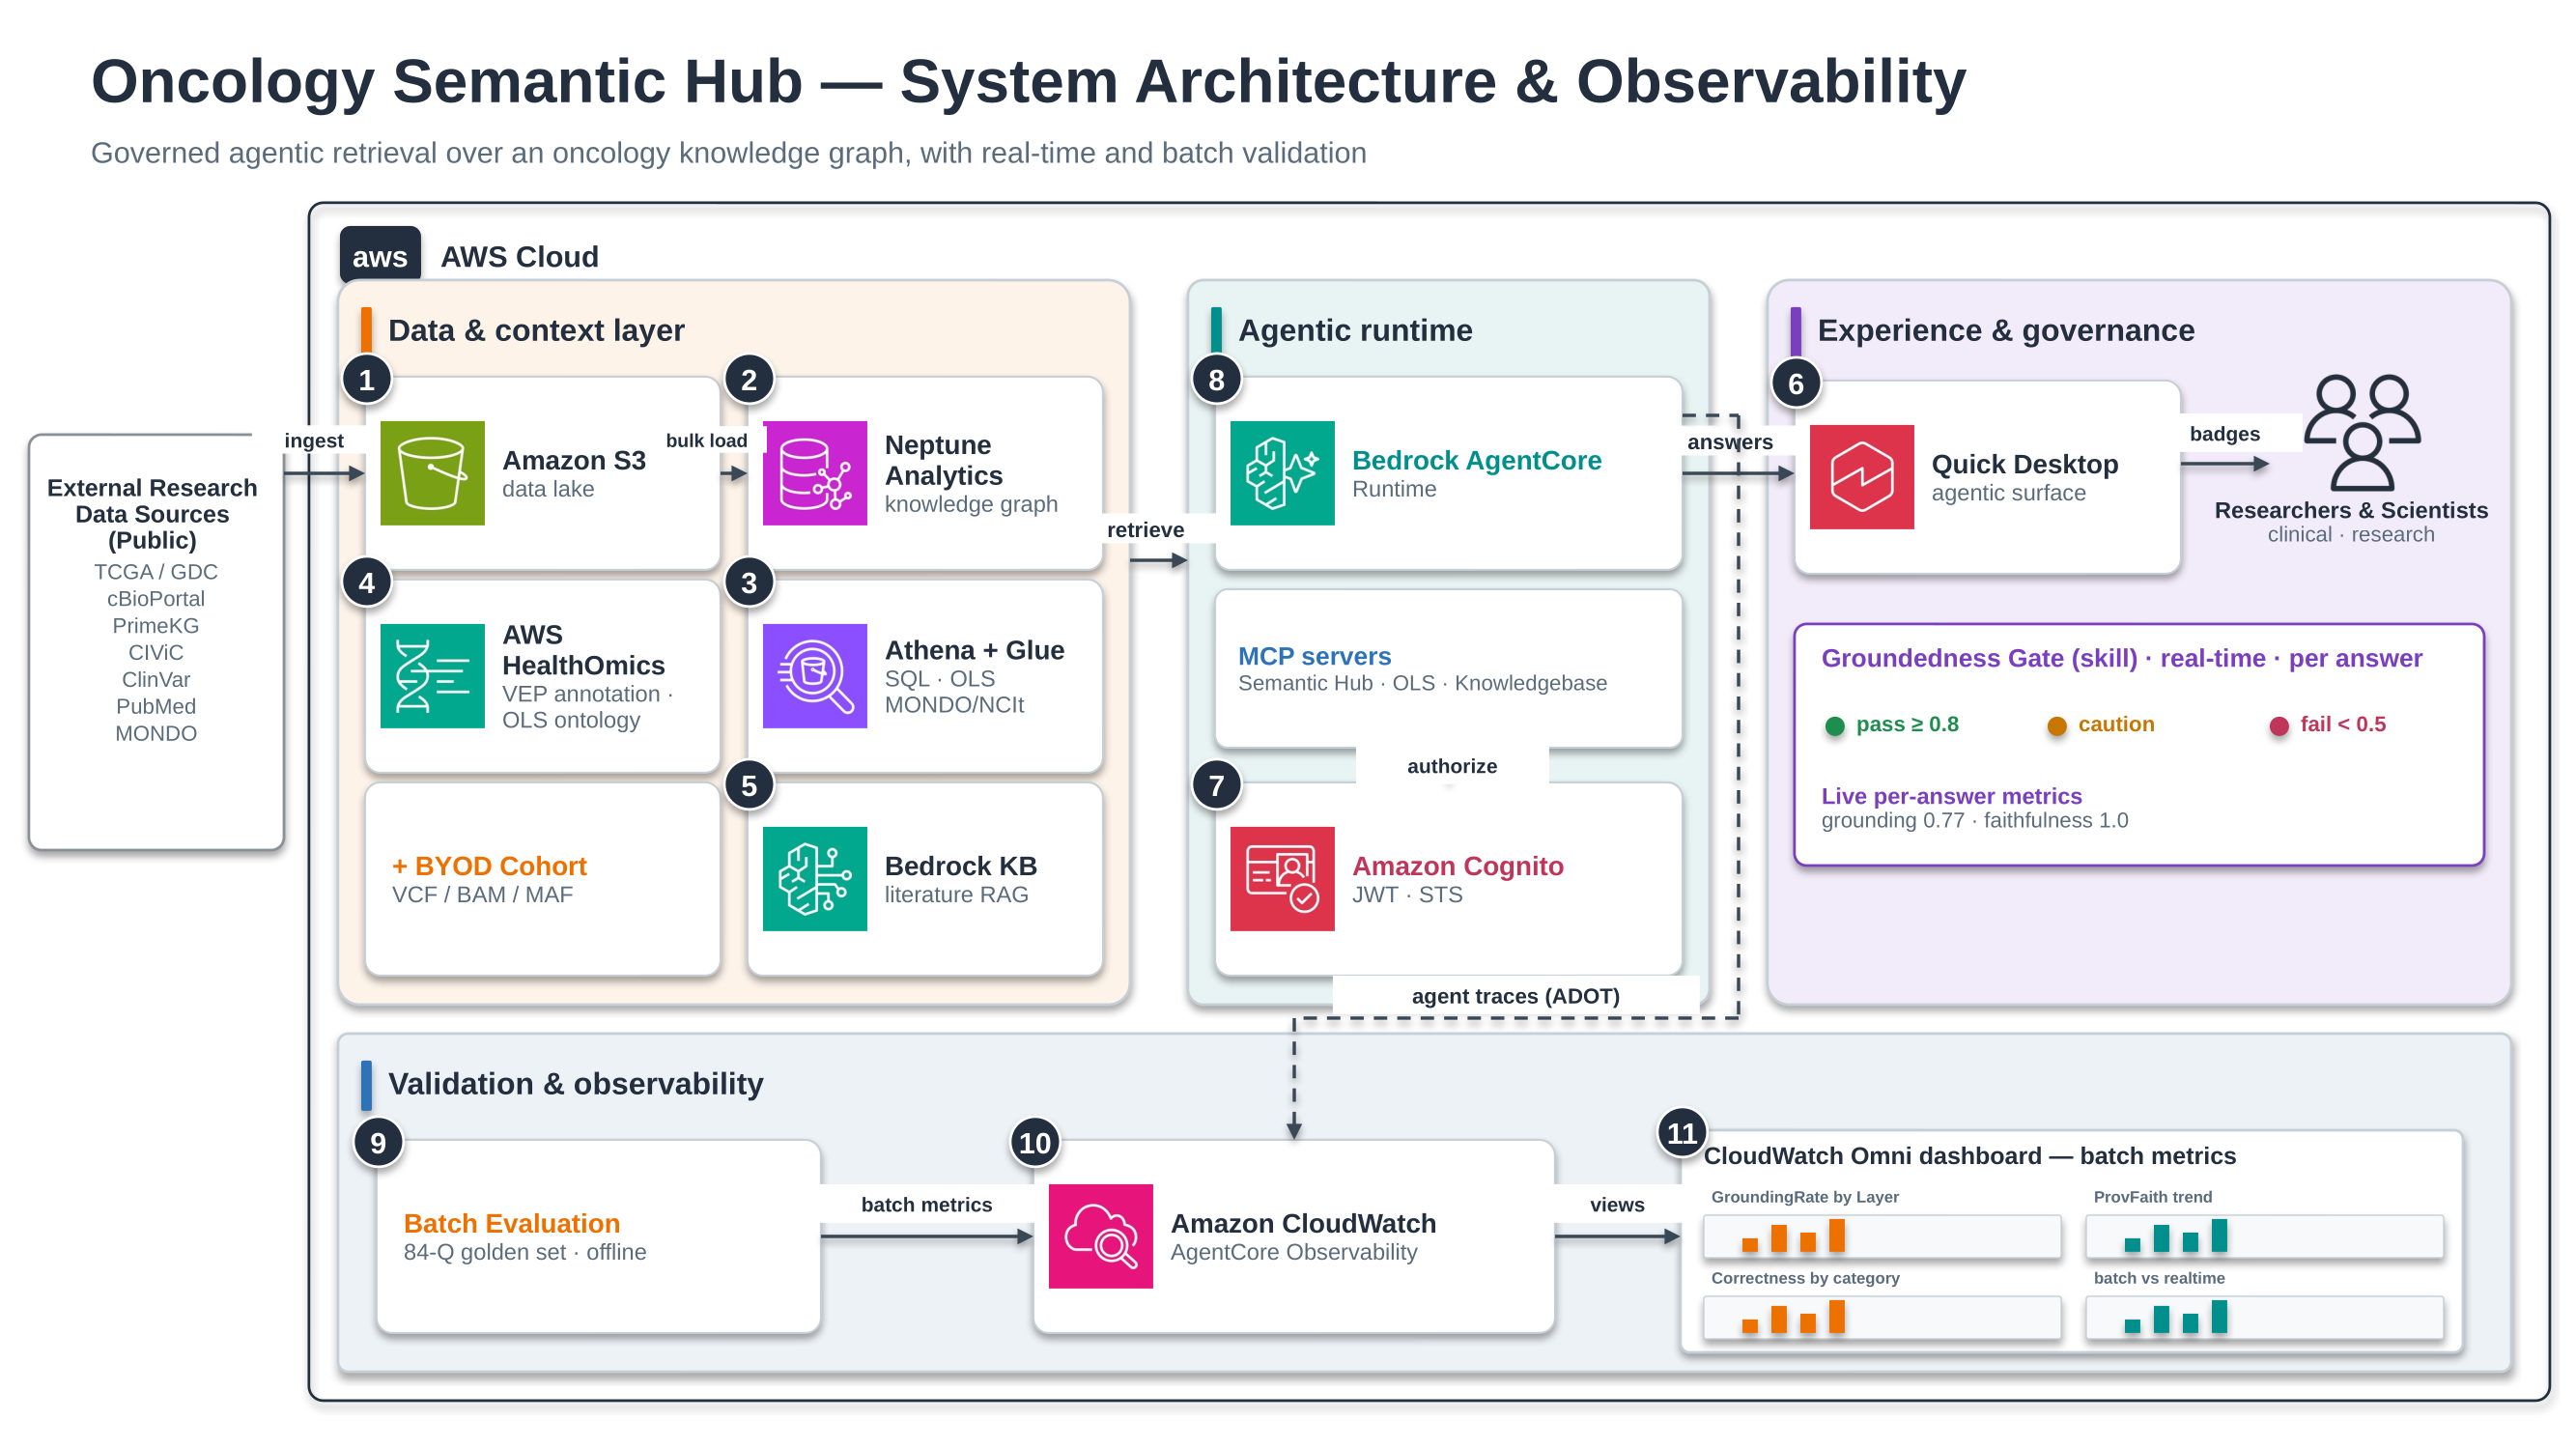 Oncology Semantic Hub — System Architecture & Observability
Governed agentic retrieval over an oncology knowledge graph, with real-time and batch validation
aws
AWS Cloud
External Research
Data Sources
(Public)
TCGA / GDC
cBioPortal
PrimeKG
CIViC
ClinVar
PubMed
MONDO
ingest
Data & context layer
1
Amazon S3
data lake
bulk load
2
Neptune
Analytics
knowledge graph
4
AWS
HealthOmics
VEP annotation ·
OLS ontology
3
Athena + Glue
SQL · OLS
MONDO/NCIt
+ BYOD Cohort
VCF / BAM / MAF
5
Bedrock KB
literature RAG
retrieve
Agentic runtime
8
Bedrock AgentCore
Runtime
MCP servers
Semantic Hub · OLS · Knowledgebase
authorize
7
Amazon Cognito
JWT · STS
answers
agent traces (ADOT)
Experience & governance
6
Quick Desktop
agentic surface
badges
Researchers & Scientists
clinical · research
Groundedness Gate (skill) · real-time · per answer
pass ≥ 0.8
caution
fail < 0.5
Live per-answer metrics
grounding 0.77 · faithfulness 1.0
Validation & observability
9
Batch Evaluation
84-Q golden set · offline
batch metrics
10
Amazon CloudWatch
AgentCore Observability
views
11
CloudWatch Omni dashboard — batch metrics
GroundingRate by Layer
ProvFaith trend
Correctness by category
batch vs realtime